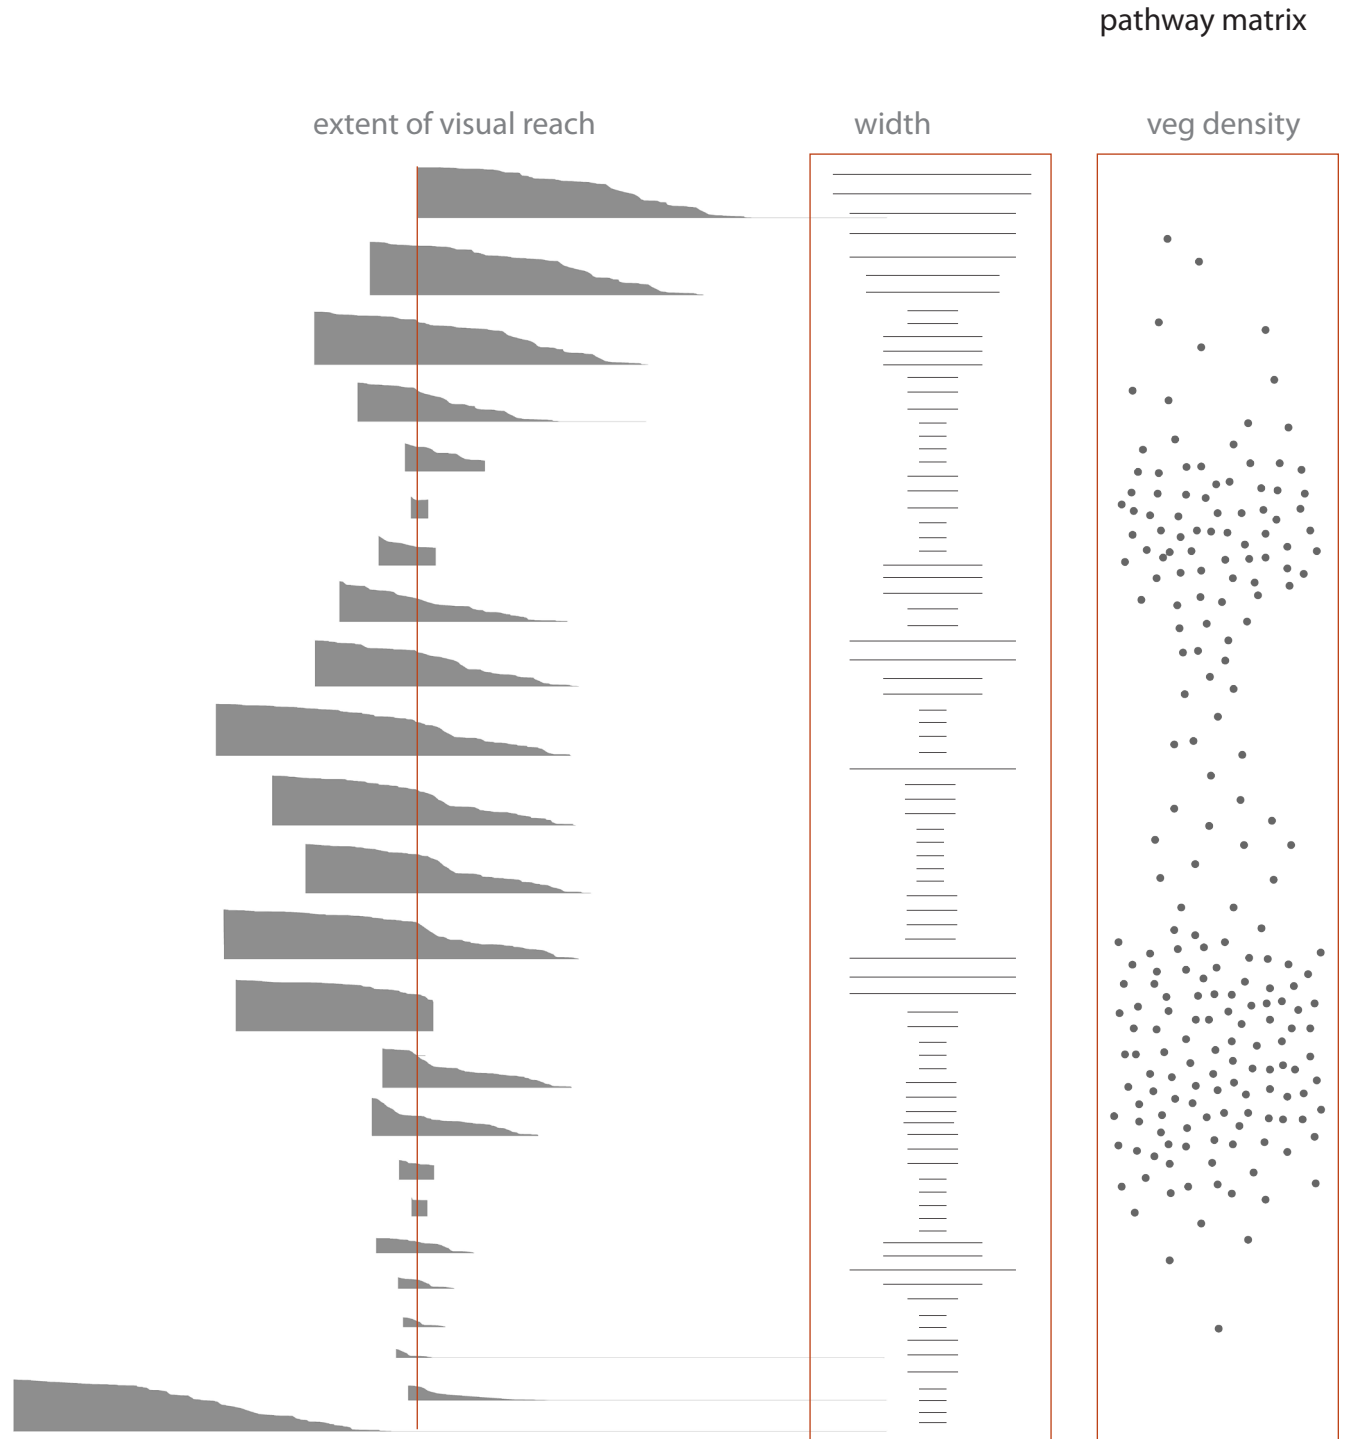 pathway matrix
extent of visual reach
width
veg density